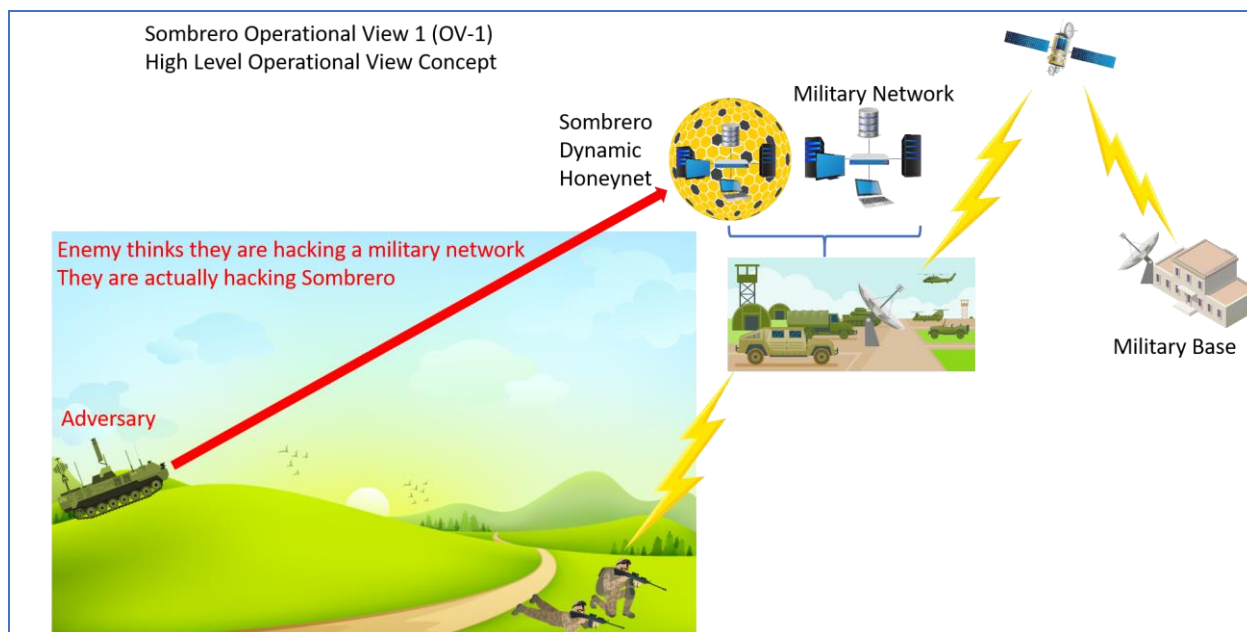 Sombrero Operational View 1 (OV-1)
High Level Operational View Concept
Military Network
Sombrero
Dynamic
Honeynet
Enemy thinks they are hacking a military network
They are actually hacking Sombrero
Military Base
Adversary